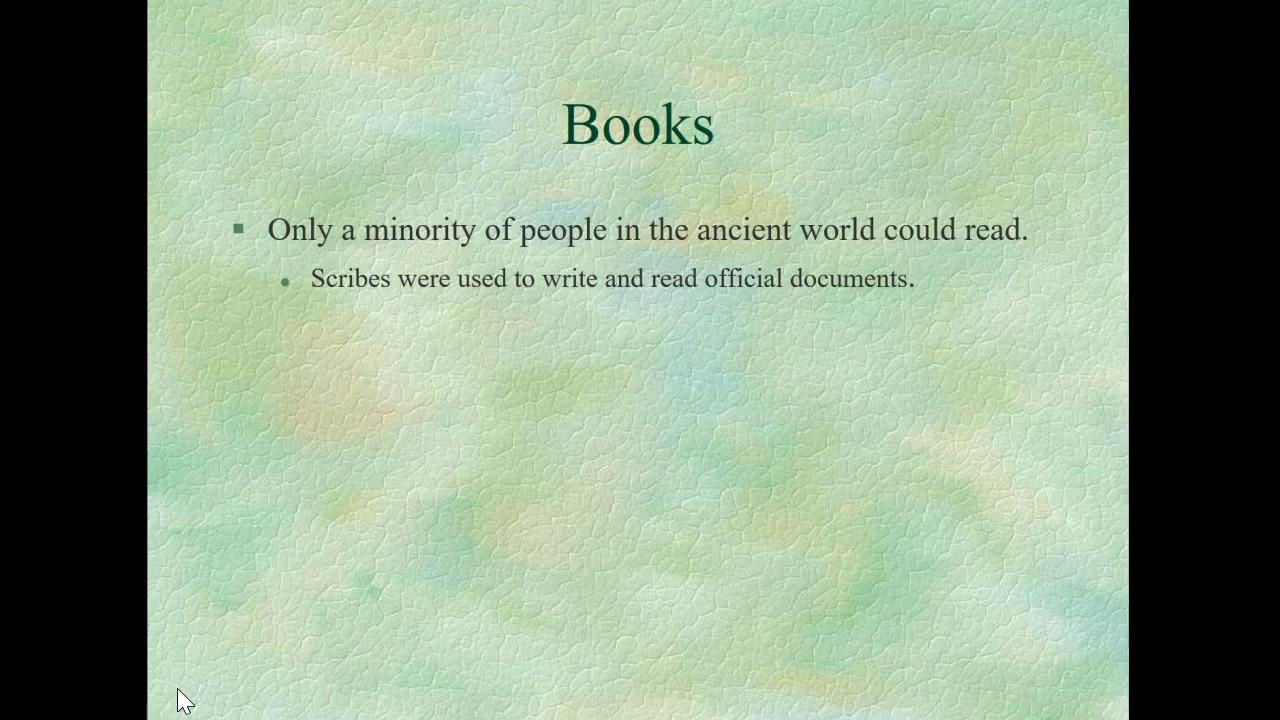 Books
Only a minority of people in the ancient world could read.
Scribes were used to write and read official documents.